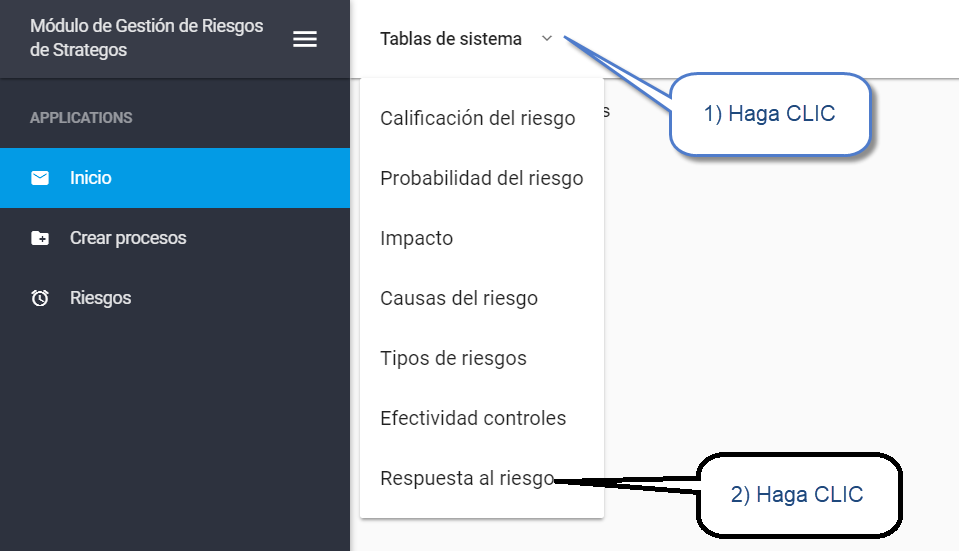 Módulo de Gestión de Riesgos
de Strategos
Tablas de sistema
1) Haga CLIC
APPLICATIONS
Inicio
Crear procesos
Riesgos
Calificación del riesgo
s
Probabilidad del riesgo
Impacto
Causas del riesgo
Tipos de riesgos
Efectividad controles
Respuesta al riesgo
2) Haga CLIC